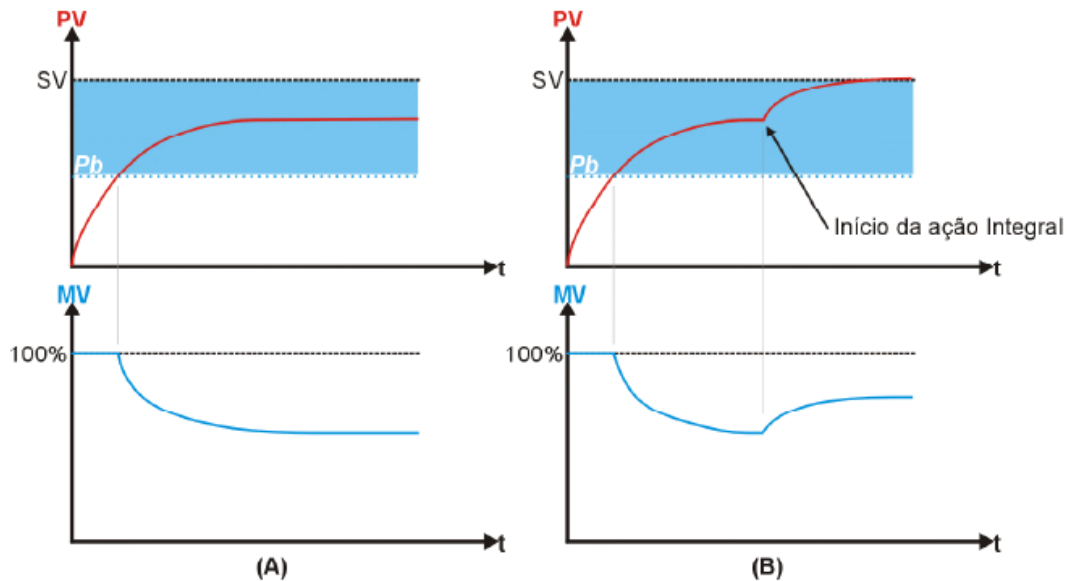 PV
SV
Pb
t
MV
100%
t
(A)
PV
SV
Pb
Início da ação Integral
t
MV
100%
t
(B)